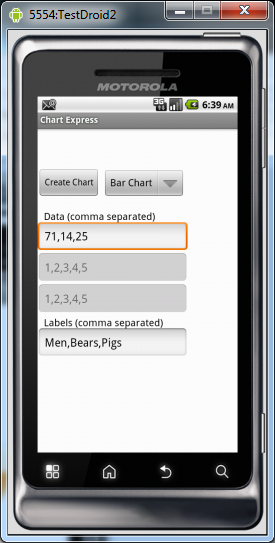 5554:TestDroid2
MOTOROLA
3G 6:39 AM
Chart Express
Create Chart Bar Chart
Data (comma separated)
71,14,25
1,2,3,4,5
1,2,3,4,5
Labels (comma separated)
Men,Bears,Pigs